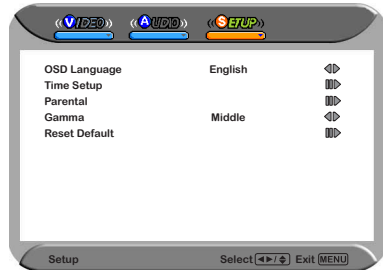 VIDEO AUDIO SETUP
OSD Language English
Time Setup
Parental
Gamma Middle
Reset Default
Setup Select ◄►/◆ Exit MENU